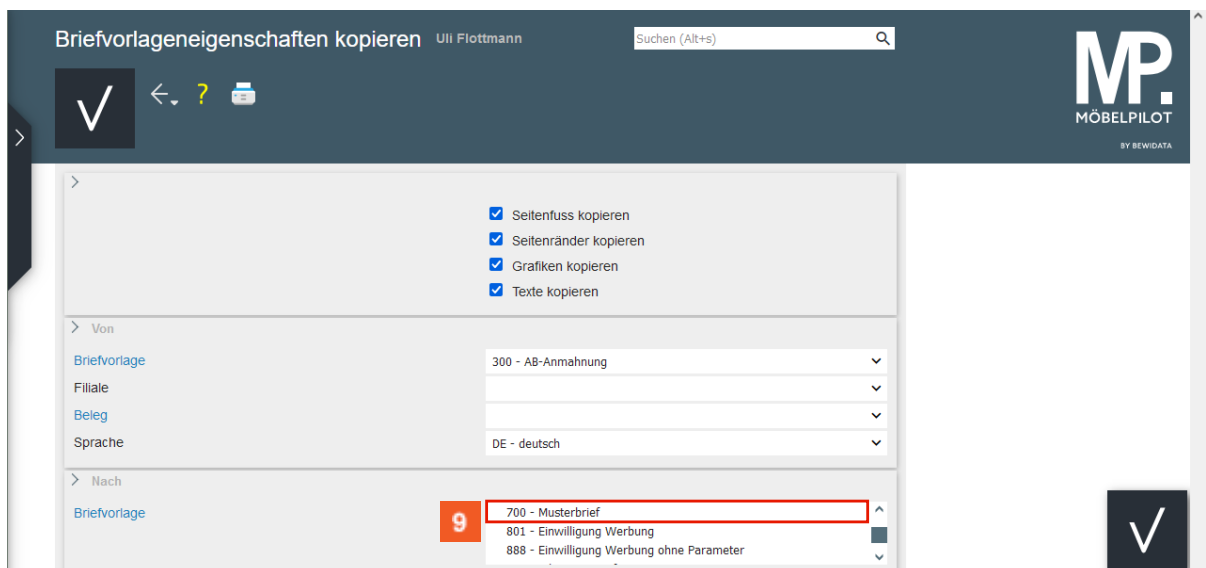 Briefvorlageneigenschaften kopieren Uli Flottmann
Suchen (Alt+s)
?
MP.
MÖBELPILOT
BY BEWIDATA
Seitenfuss kopieren
Seitenränder kopieren
Grafiken kopieren
Texte kopieren
Von
Briefvorlage 300 - AB-Anmahnung
Filiale
Beleg
Sprache DE - deutsch
Nach
Briefvorlage 9 700 - Musterbrief
801 - Einwilligung Werbung
888 - Einwilligung Werbung ohne Parameter